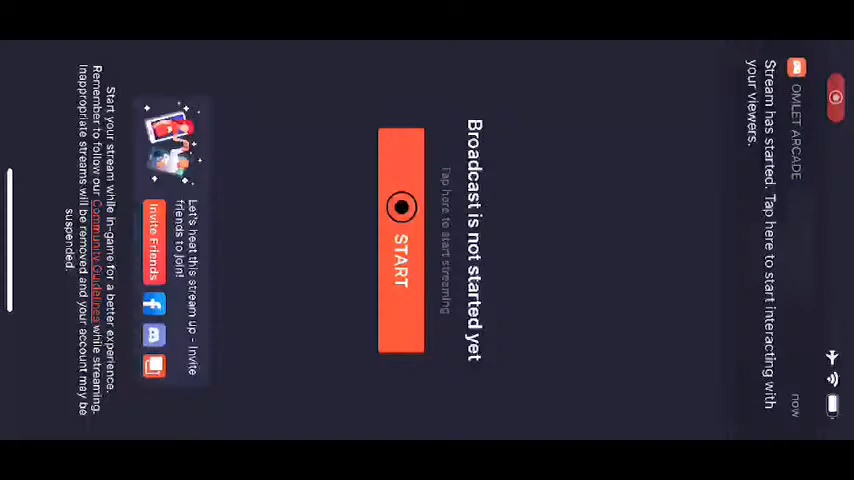 OMLET ARCADE
now
Stream has started. Tap here to start interacting with
your viewers.
Broadcast is not started yet
Tap here to start streaming
START
Let's heat this stream up - Invite
friends to join!
Invite Friends
Start your stream while in-game for a better experience.
Remember to follow our Community Guidelines while streaming.
Inappropriate streams will be removed and your account may be
suspended.